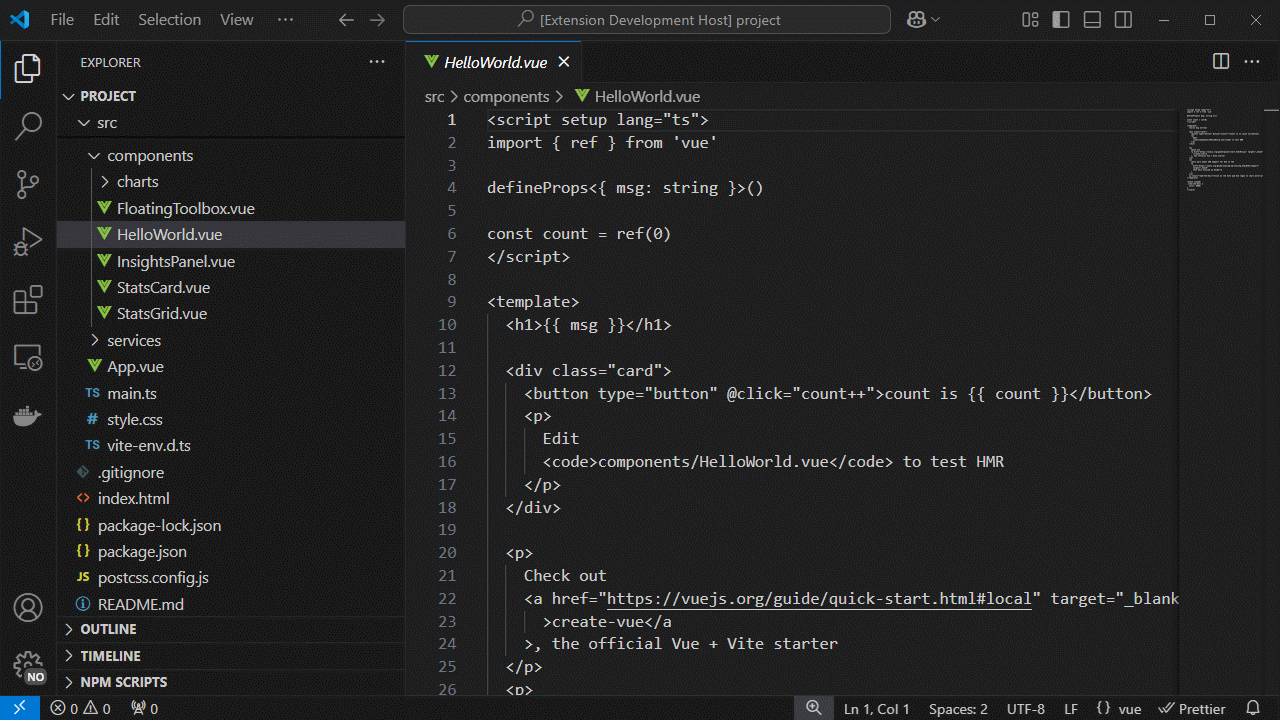 File Edit Selection View ··· [Extension Development Host] project
EXPLORER ···
PROJECT
src
components
charts
FloatingToolbox.vue
HelloWorld.vue
InsightsPanel.vue
StatsCard.vue
StatsGrid.vue
services
App.vue
TS main.ts
# style.css
TS vite-env.d.ts
.gitignore
<> index.html
{} package-lock.json
{} package.json
JS postcss.config.js
README.md
OUTLINE
TIMELINE
NPM SCRIPTS
NO
HelloWorld.vue
src > components > HelloWorld.vue
1 <script setup lang="ts">
2 import { ref } from 'vue'
3
4 defineProps<{ msg: string }>()
5
6 const count = ref(0)
7 </script>
8
9 <template>
10 <h1>{{ msg }}</h1>
11
12 <div class="card">
13 <button type="button" @click="count++">count is {{ count }}</button>
14 <p>
15 Edit
16 <code>components/HelloWorld.vue</code> to test HMR
17 </p>
18 </div>
19
20 <p>
21 Check out
22 <a href="https://vuejs.org/guide/quick-start.html#local" target="_blank
23 >create-vue</a
24 >, the official Vue + Vite starter
25 </p>
26 <p>
0 0 0 Ln 1, Col 1 Spaces: 2 UTF-8 LF {} vue Prettier